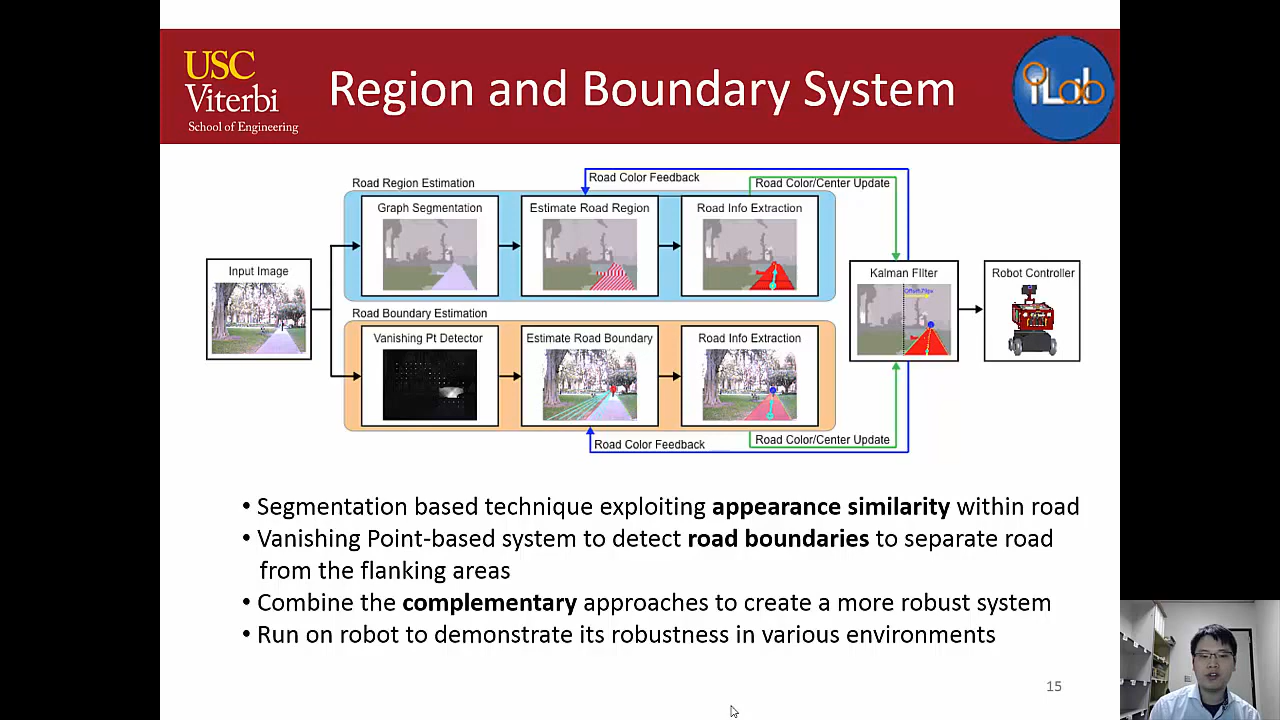 USC
Viterbi
School of Engineering
Region and Boundary System
iLab
Road Color Feedback
Road Region Estimation
Road Color/Center Update
Graph Segmentation
Estimate Road Region
Road Info Extraction
Input Image
Kalman FIlter
Robot Controller
Road Boundary Estimation
Vanishing Pt Detector
Estimate Road Boundary
Road Info Extraction
Road Color Feedback
Road Color/Center Update
• Segmentation based technique exploiting appearance similarity within road
• Vanishing Point-based system to detect road boundaries to separate road
from the flanking areas
• Combine the complementary approaches to create a more robust system
• Run on robot to demonstrate its robustness in various environments
15